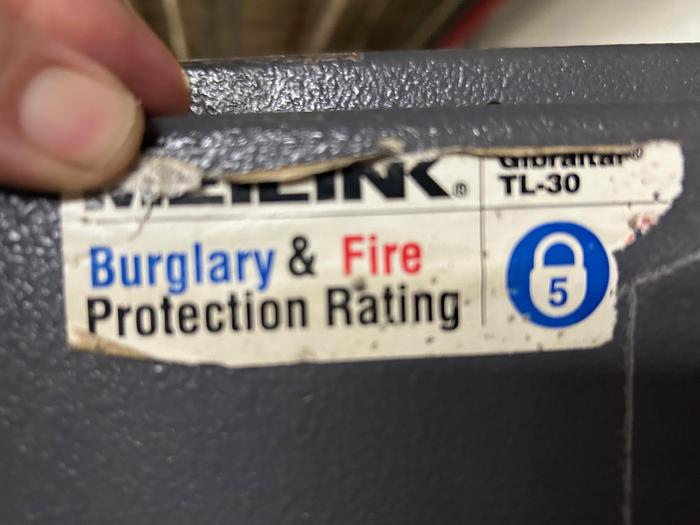 MEILINK®
Gibraltar®
TL-30
Burglary & Fire
Protection Rating
5